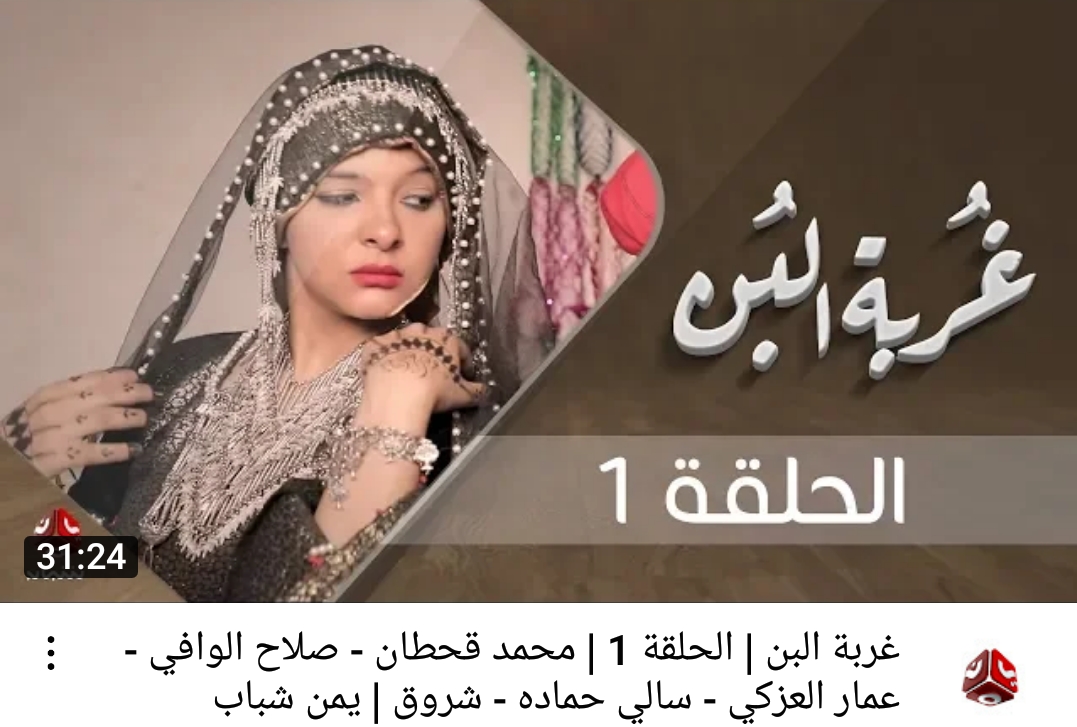 غُربة البُن
الحلقة 1
31:24
غربة البن | الحلقة 1 | محمد قحطان - صلاح الوافي -
عمار العزكي - سالي حماده - شروق | يمن شباب